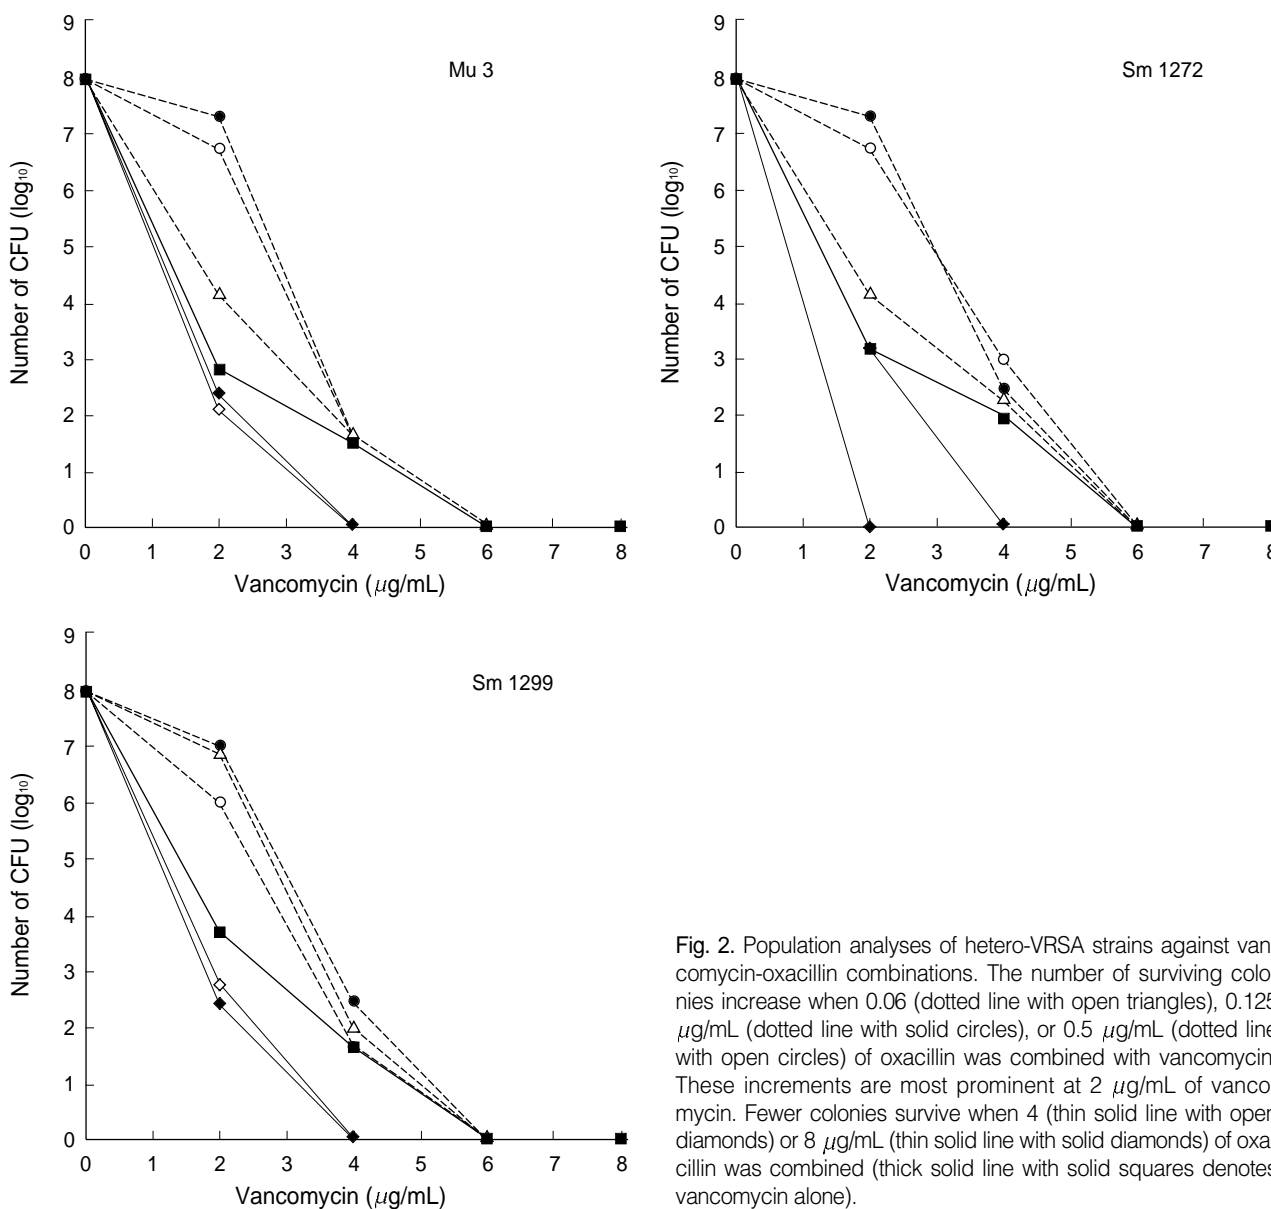 9
8
7
6
5
4
3
2
1
0
Number of CFU (log10)
Mu 3
0 1 2 3 4 5 6 7 8
Vancomycin (μg/mL)
9
8
7
6
5
4
3
2
1
0
Number of CFU (log10)
Sm 1272
0 1 2 3 4 5 6 7 8
Vancomycin (μg/mL)
9
8
7
6
5
4
3
2
1
0
Number of CFU (log10)
Sm 1299
0 1 2 3 4 5 6 7 8
Vancomycin (μg/mL)
Fig. 2. Population analyses of hetero-VRSA strains against van
comycin-oxacillin combinations. The number of surviving colo
nies increase when 0.06 (dotted line with open triangles), 0.125
μg/mL (dotted line with solid circles), or 0.5 μg/mL (dotted line
with open circles) of oxacillin was combined with vancomycin
These increments are most prominent at 2 μg/mL of vanco
mycin. Fewer colonies survive when 4 (thin solid line with open
diamonds) or 8 μg/mL (thin solid line with solid diamonds) of oxa
cillin was combined (thick solid line with solid squares denotes
vancomycin alone).